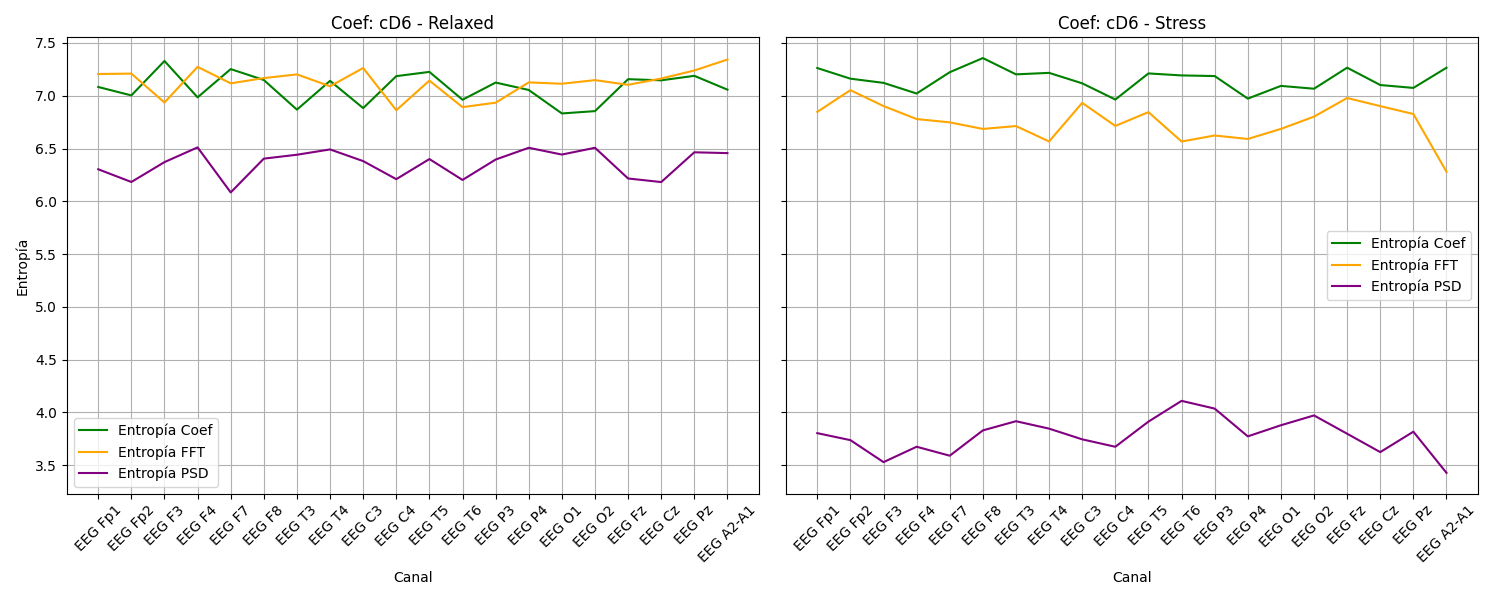 Coef: cD6 - Relaxed
Entropía
7.5
7.0
6.5
6.0
5.5
5.0
4.5
4.0
3.5
Entropía Coef
Entropía FFT
Entropía PSD
EEG Fp1
EEG Fp2
EEG F3
EEG F4
EEG F7
EEG F8
EEG T3
EEG T4
EEG C3
EEG C4
EEG T5
EEG T6
EEG P3
EEG P4
EEG O1
EEG O2
EEG Fz
EEG Cz
EEG Pz
EEG A2-A1
Canal
Coef: cD6 - Stress
Entropía Coef
Entropía FFT
Entropía PSD
EEG Fp1
EEG Fp2
EEG F3
EEG F4
EEG F7
EEG F8
EEG T3
EEG T4
EEG C3
EEG C4
EEG T5
EEG T6
EEG P3
EEG P4
EEG O1
EEG O2
EEG Fz
EEG Cz
EEG Pz
EEG A2-A1
Canal